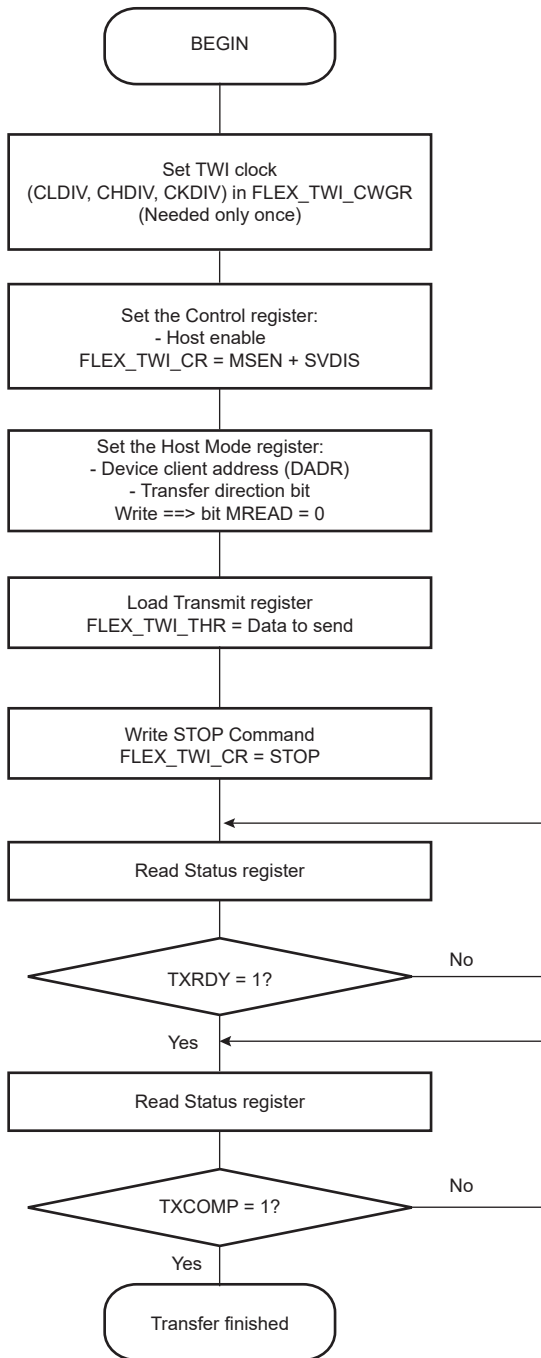 BEGIN
Set TWI clock
(CLDIV, CHDIV, CKDIV) in FLEX_TWI_CWGR
(Needed only once)
Set the Control register:
- Host enable
FLEX_TWI_CR = MSEN + SVDIS
Set the Host Mode register:
- Device client address (DADR)
- Transfer direction bit
Write ==> bit MREAD = 0
Load Transmit register
FLEX_TWI_THR = Data to send
Write STOP Command
FLEX_TWI_CR = STOP
Read Status register
TXRDY = 1?
No
Yes
Read Status register
TXCOMP = 1?
No
Yes
Transfer finished